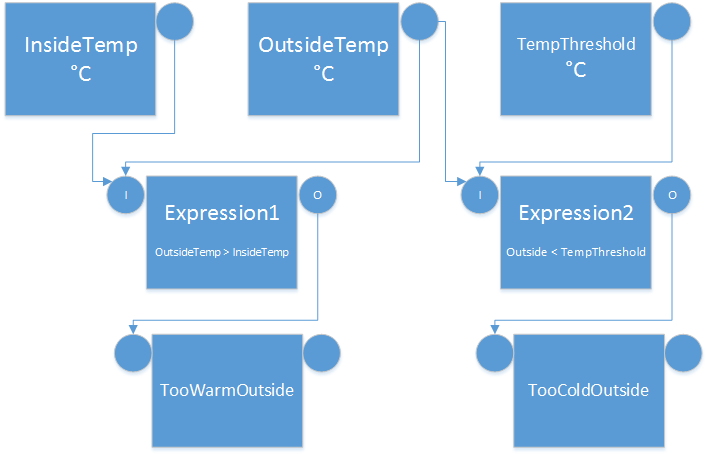 InsideTemp
°C
OutsideTemp
°C
TempThreshold
°C
I
Expression1
OutsideTemp > InsideTemp
O
I
Expression2
Outside < TempThreshold
O
TooWarmOutside
TooColdOutside